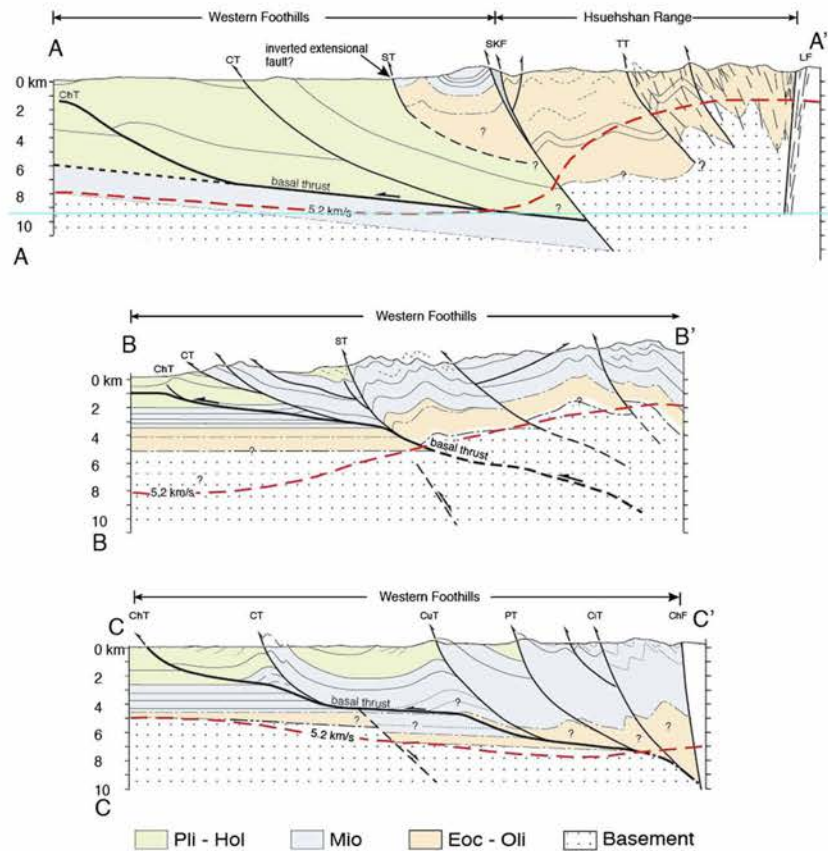 Western Foothills Hsuehshan Range
A A'
inverted extensional
fault?
CT ST SKF TT LF
0 km
ChT
2
4
6
8
10
?
?
?
?
?
?
basal thrust
5.2 km/s
A
Western Foothills
B B'
ST
CT
ChT
0 km
2
4
6
8
10
?
?
?
basal thrust
5.2 km/s
B
Western Foothills
C C'
ChT CT CuT PT CiT ChF
0 km
2
4
6
8
10
basal thrust
?
?
?
?
?
?
5.2 km/s
C
Pli - Hol Mio Eoc - Oli Basement